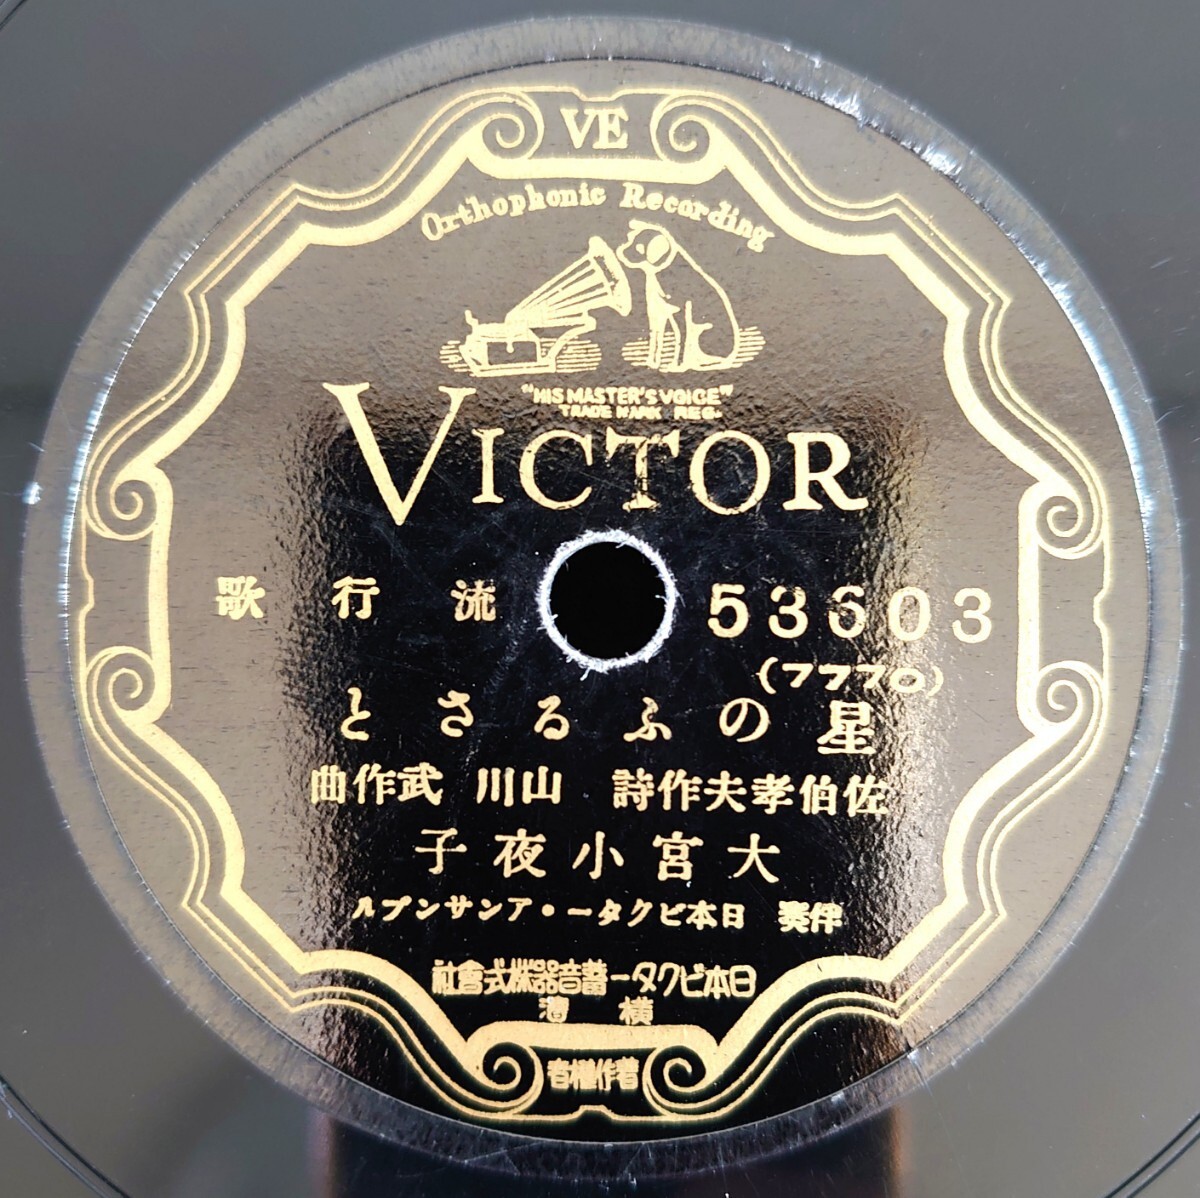 VE
Orthophonic Recording
"HIS MASTER'S VOICE"
TRADE MARK REG.
VICTOR
流行歌
53603
(7770)
星のふるさと
佐伯孝夫作詩 山川武作曲
大宮小夜子
伴奏 日本ビクター・アンサンブル
日本ビクター蓄音器株式會社
横濱
著作權者